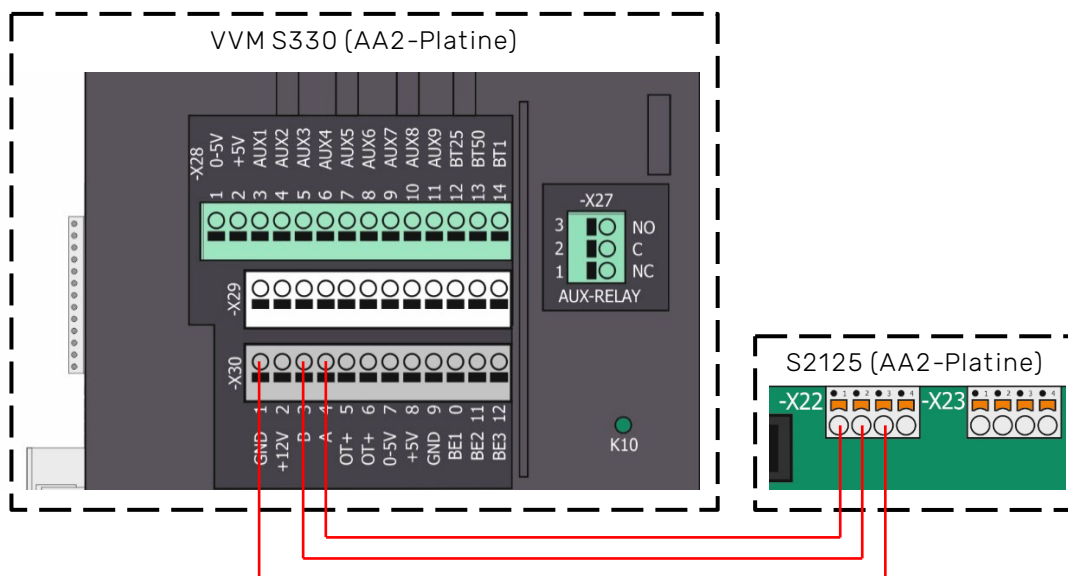 VVM S330 (AA2-Platine)
-X28
0-5V
+5V
AUX1
AUX2
AUX3
AUX4
AUX5
AUX6
AUX7
AUX8
AUX9
BT25
BT50
BT1
1 2 3 4 5 6 7 8 9 10 11 12 13 14
-X27
3 NO
2 C
1 NC
AUX-RELAY
-X29
-X30
1 2 3 4 5 6 7 8 9 0 11 12
GND
+12V
B
A
OT+
OT+
0-5V
+5V
GND
BE1
BE2
BE3
K10
S2125 (AA2-Platine)
-X22
1 2 3 4
-X23
1 2 3 4